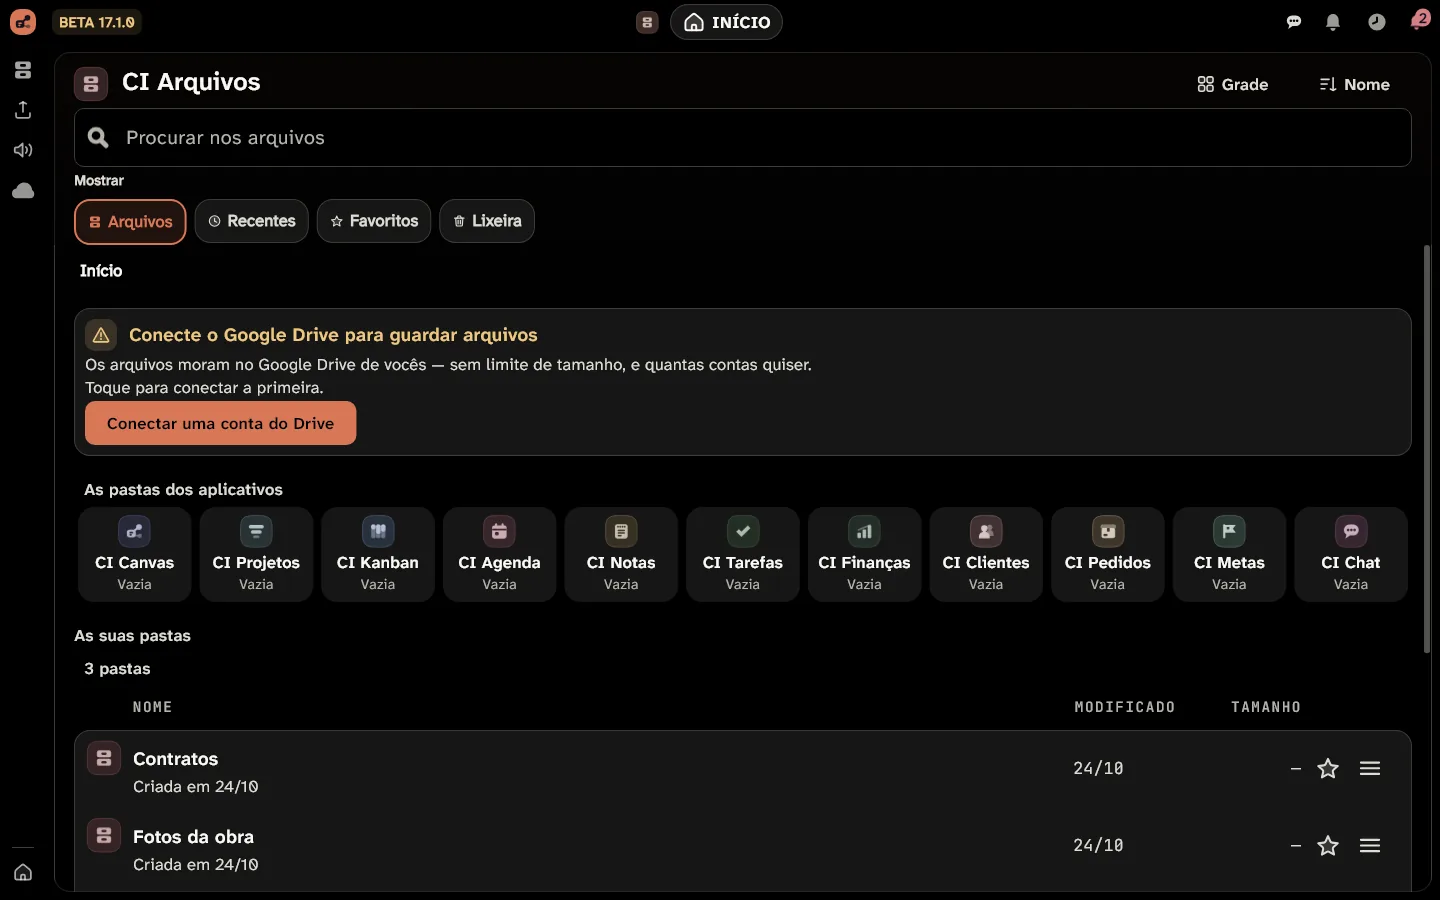 BETA 17.1.0
INÍCIO
2
CI Arquivos
Grade
Nome
Procurar nos arquivos
Mostrar
Arquivos
Recentes
Favoritos
Lixeira
Início
Conecte o Google Drive para guardar arquivos
Os arquivos moram no Google Drive de vocês — sem limite de tamanho, e quantas contas quiser.
Toque para conectar a primeira.
Conectar uma conta do Drive
As pastas dos aplicativos
CI Canvas
Vazia
CI Projetos
Vazia
CI Kanban
Vazia
CI Agenda
Vazia
CI Notas
Vazia
CI Tarefas
Vazia
CI Finanças
Vazia
CI Clientes
Vazia
CI Pedidos
Vazia
CI Metas
Vazia
CI Chat
Vazia
As suas pastas
3 pastas
NOME MODIFICADO TAMANHO
Contratos
Criada em 24/10
24/10 —
Fotos da obra
Criada em 24/10
24/10 —